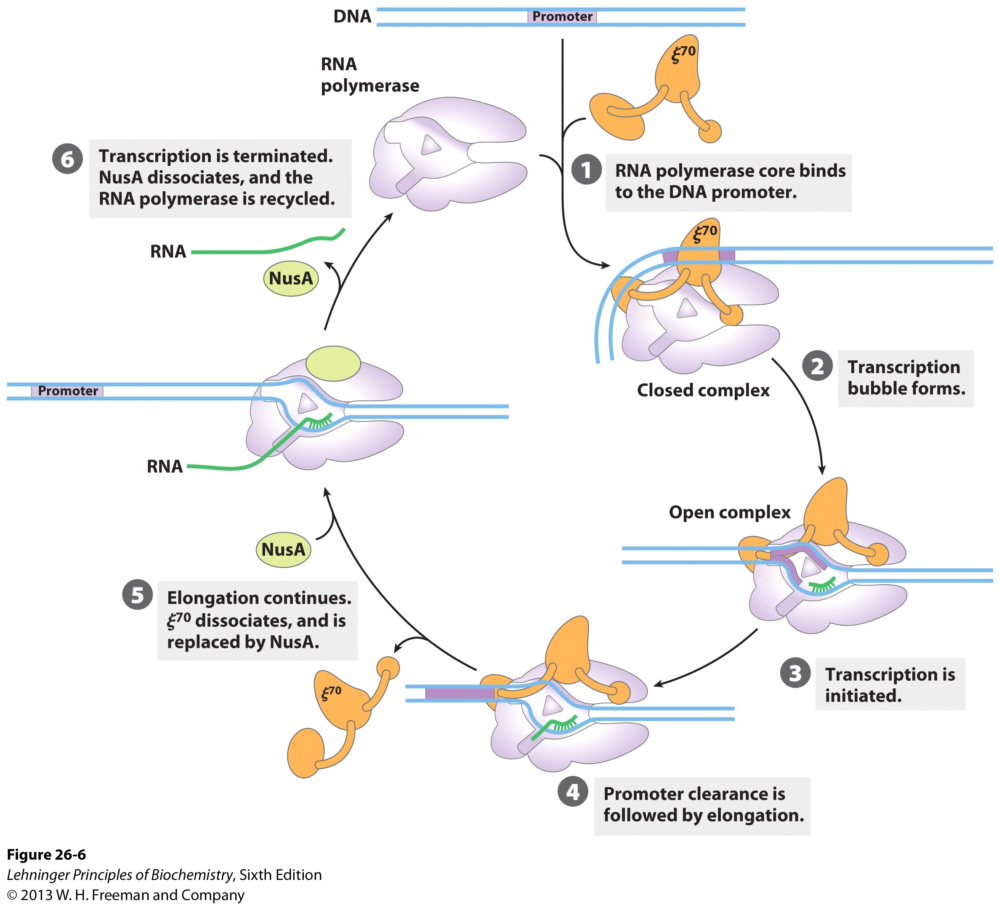 DNA
Promoter
RNA
polymerase
ξ70
1
RNA polymerase core binds
to the DNA promoter.
ξ70
Closed complex
2
Transcription
bubble forms.
Open complex
3
Transcription is
initiated.
4
Promoter clearance is
followed by elongation.
5
Elongation continues.
ξ70 dissociates, and is
replaced by NusA.
ξ70
NusA
Promoter
RNA
6
Transcription is terminated.
NusA dissociates, and the
RNA polymerase is recycled.
RNA
NusA
Figure 26-6
Lehninger Principles of Biochemistry, Sixth Edition
© 2013 W. H. Freeman and Company